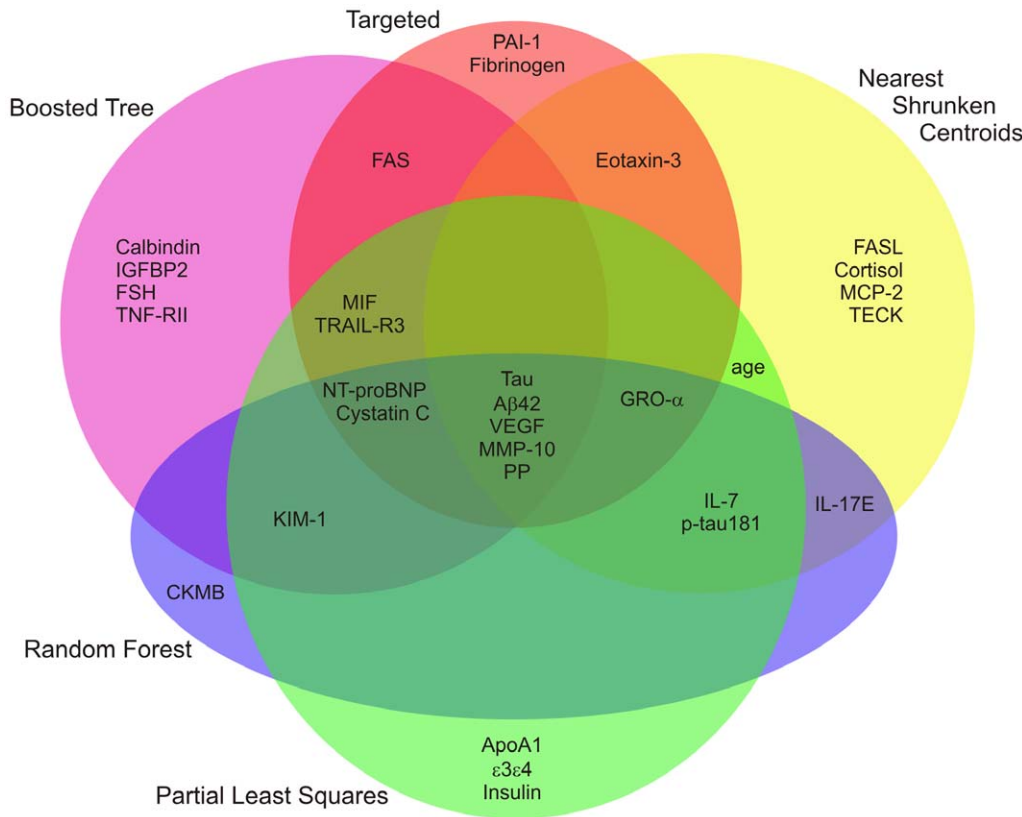 Targeted
PAI-1
Fibrinogen
Boosted Tree
Nearest
Shrunken
Centroids
FAS
Eotaxin-3
Calbindin
IGFBP2
FSH
TNF-RII
FASL
Cortisol
MCP-2
TECK
MIF
TRAIL-R3
age
NT-proBNP
Cystatin C
Tau
Aβ42
VEGF
MMP-10
PP
GRO-α
KIM-1
IL-7
p-tau181
IL-17E
CKMB
Random Forest
ApoA1
ε3ε4
Insulin
Partial Least Squares